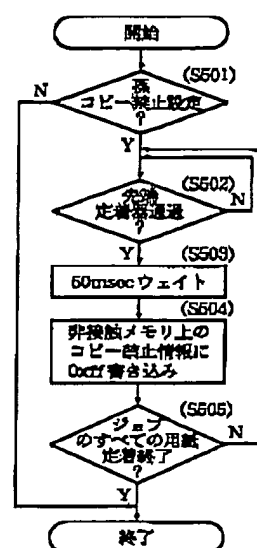 開始
(S501)
孫
コピー禁止設定
?
N
Y
(S502)
先端
定着器通過
?
N
Y
(S503)
50msecウェイト
(S504)
非接触メモリ上の
コピー禁止情報に
0xff書き込み
(S505)
ジョブ
のすべての用紙
定着終了
?
N
Y
終了